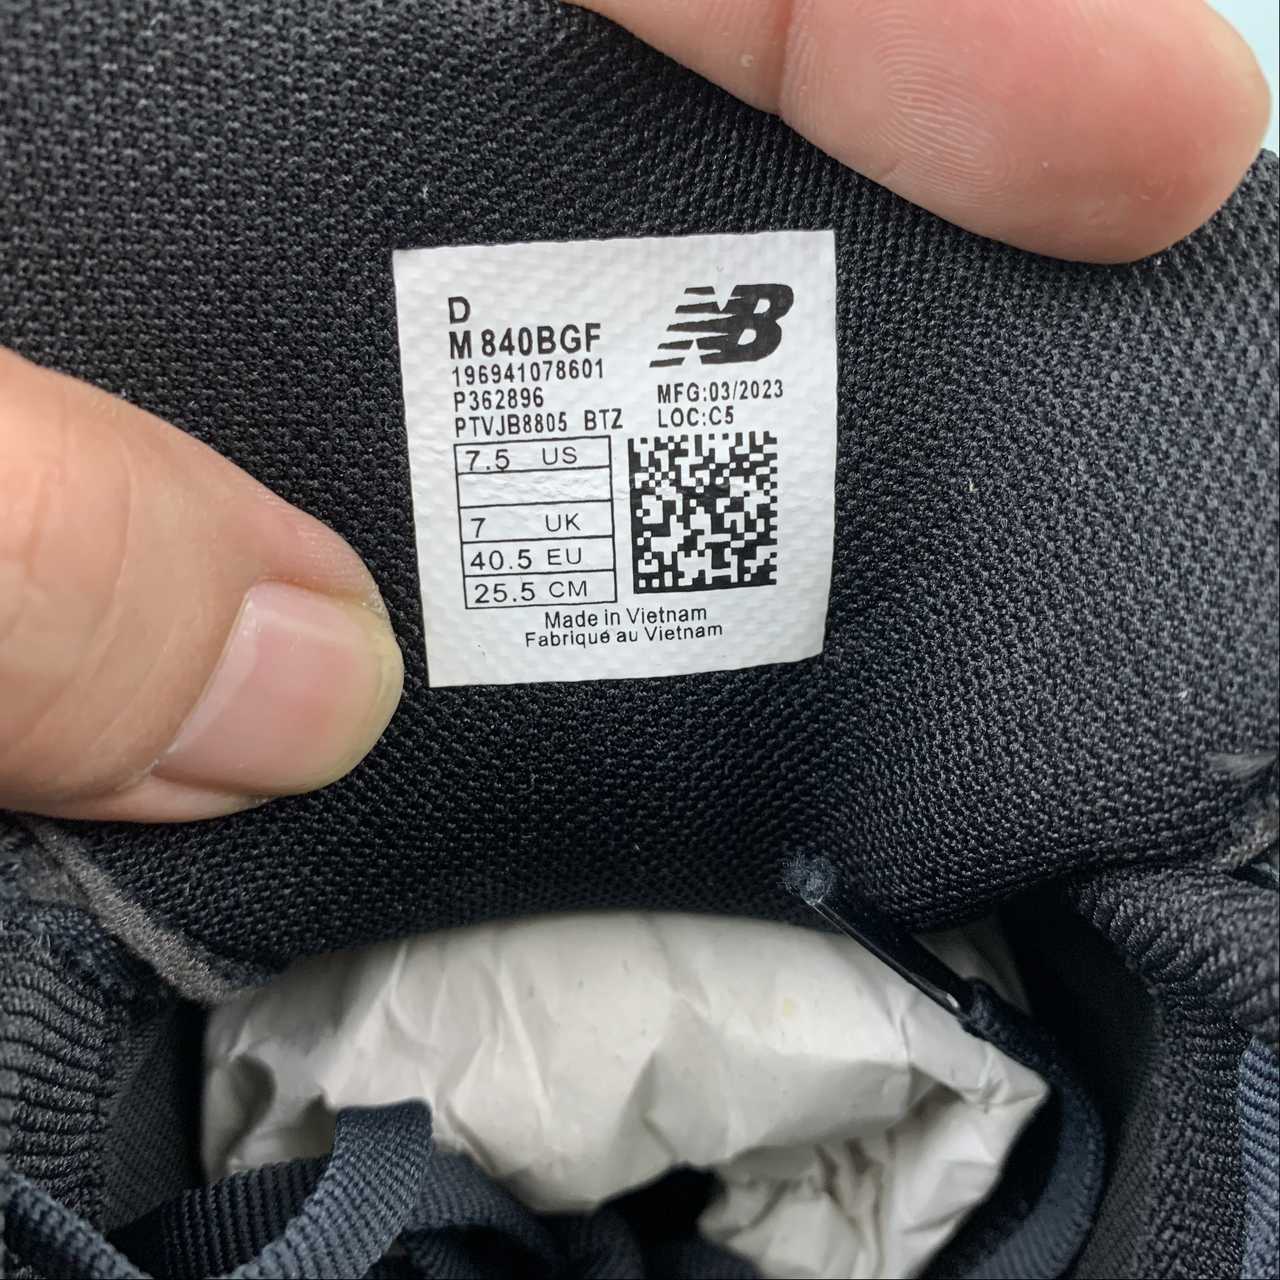 D
M 840BGF
196941078601
P362896
PTVJB8805 BTZ
NB
MFG:03/2023
LOC:C5
7.5 US
7 UK
40.5 EU
25.5 CM
Made in Vietnam
Fabriqué au Vietnam